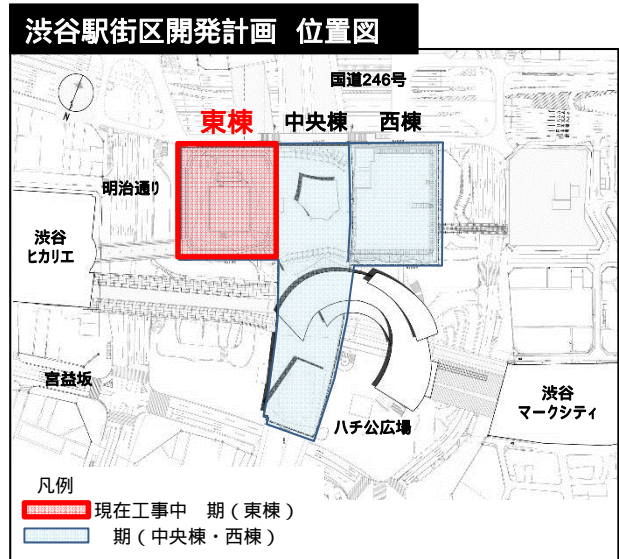 渋谷駅街区開発計画 位置図
国道246号
N
東棟
中央棟
西棟
明治通り
渋谷
ヒカリエ
宮益坂
ハチ公広場
渋谷
マークシティ
凡例
現在工事中 期(東棟)
期(中央棟・西棟)